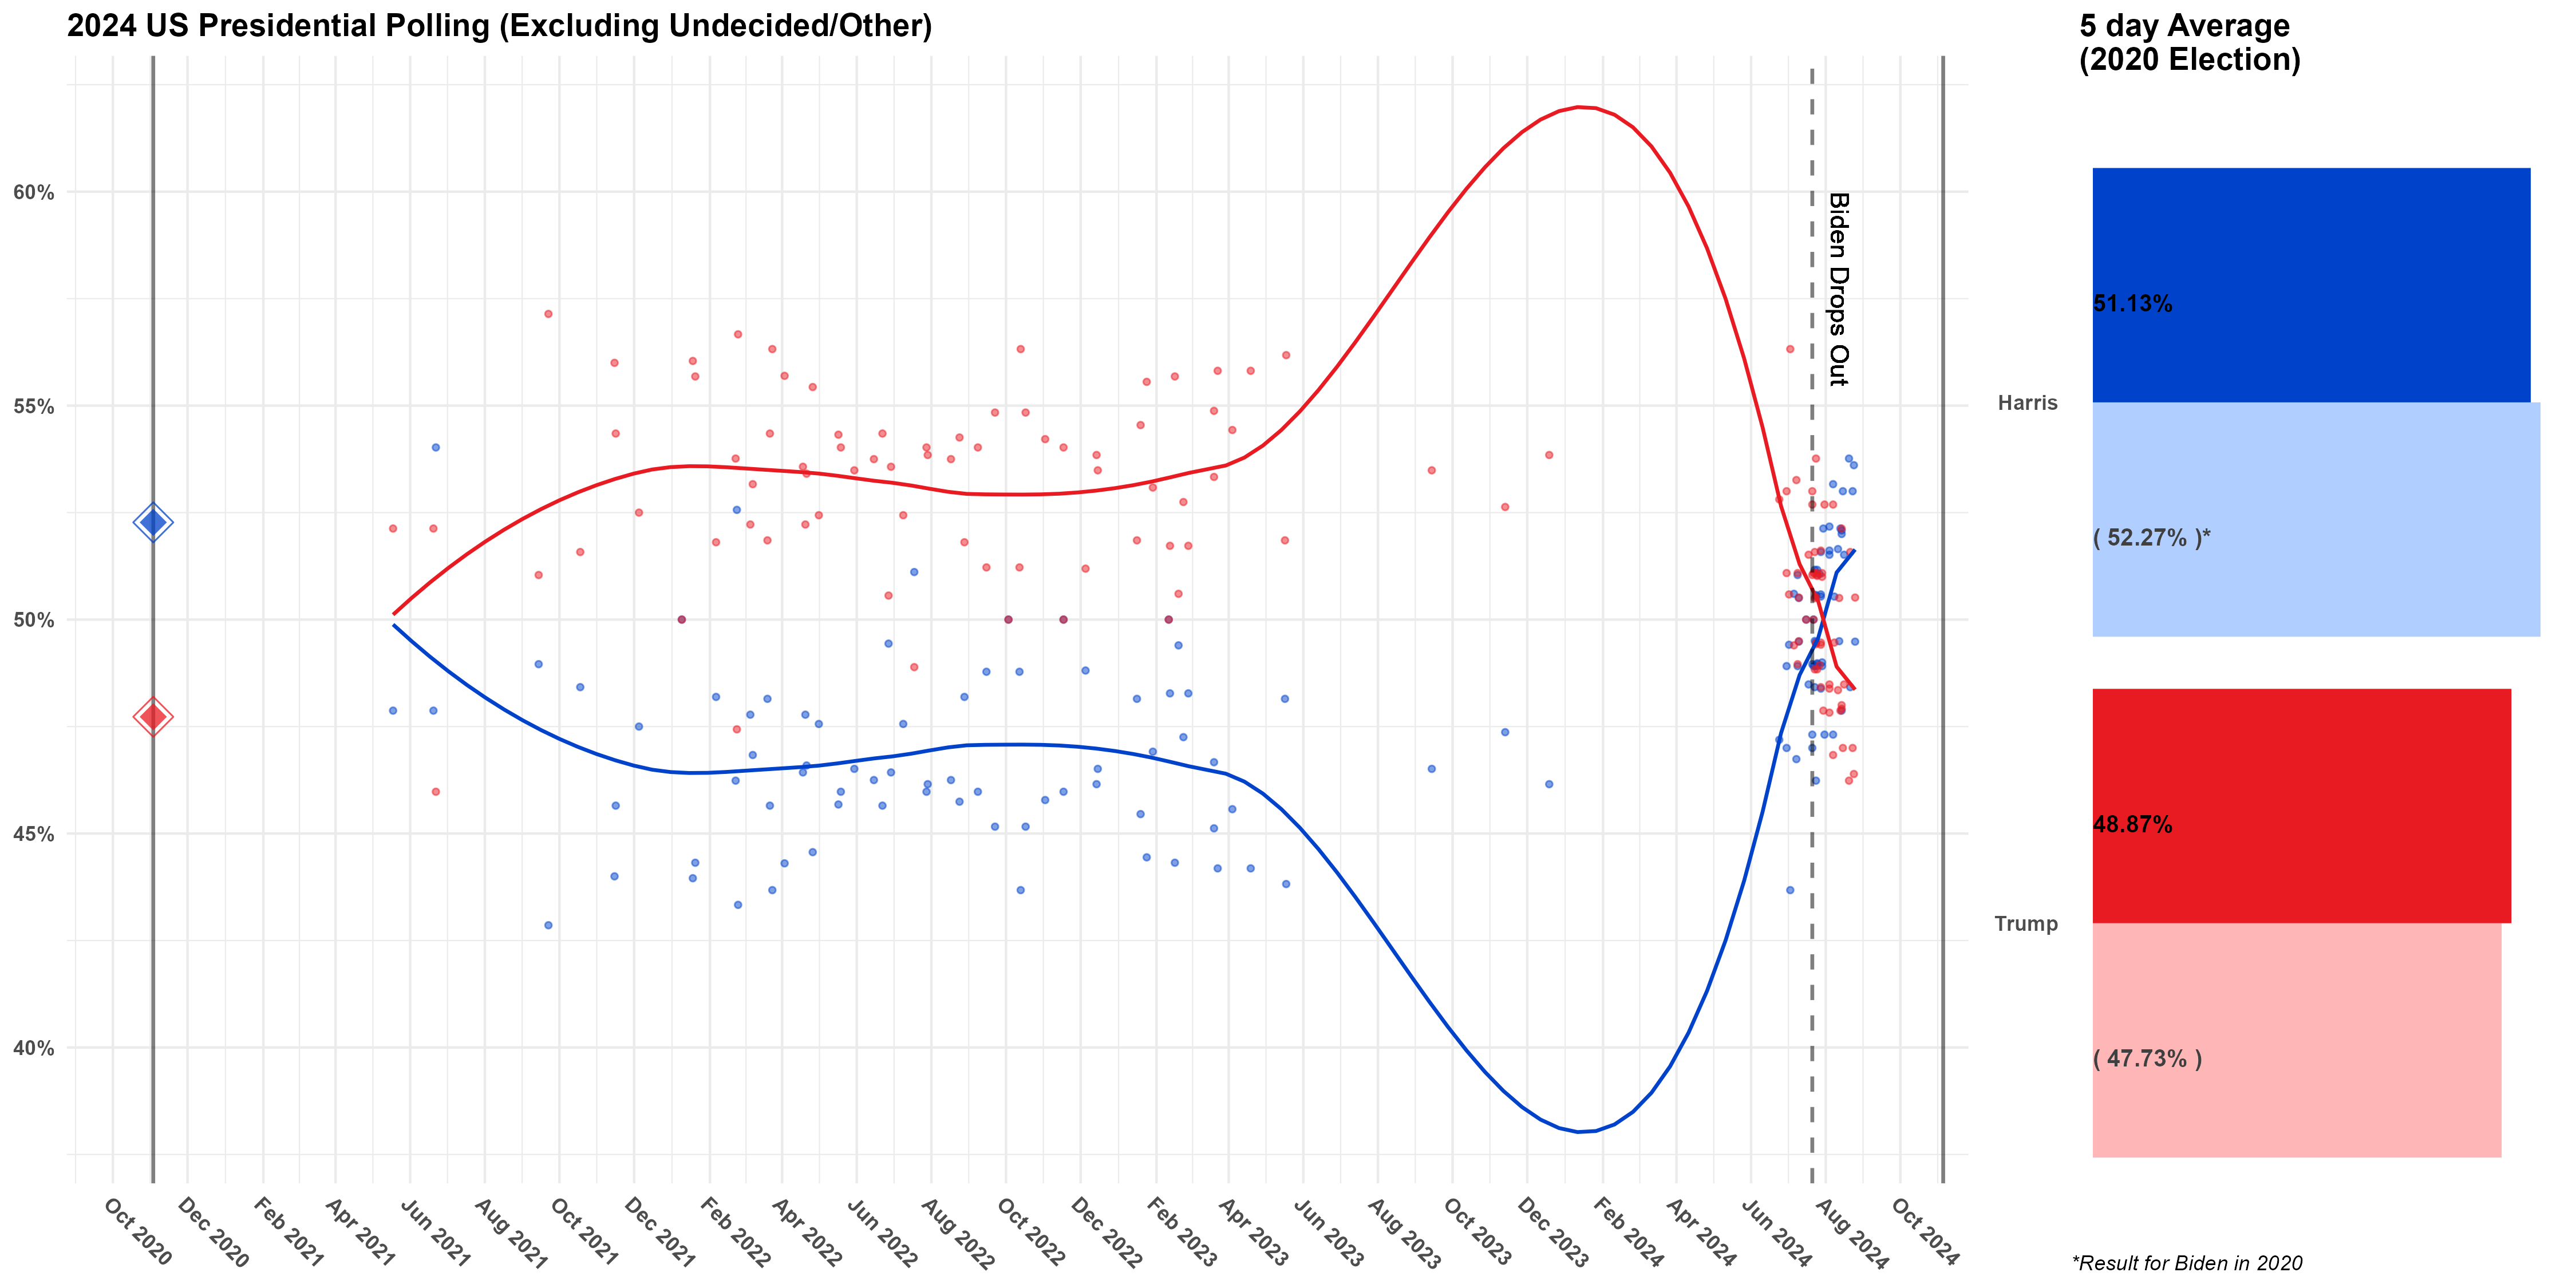 2024 US Presidential Polling (Excluding Undecided/Other)
5 day Average
(2020 Election)
60%
55%
50%
45%
40%
Biden Drops Out
Oct 2020
Dec 2020
Feb 2021
Apr 2021
Jun 2021
Aug 2021
Oct 2021
Dec 2021
Feb 2022
Apr 2022
Jun 2022
Aug 2022
Oct 2022
Dec 2022
Feb 2023
Apr 2023
Jun 2023
Aug 2023
Oct 2023
Dec 2023
Feb 2024
Apr 2024
Jun 2024
Aug 2024
Oct 2024
Harris
51.13%
( 52.27% )*
Trump
48.87%
( 47.73% )
*Result for Biden in 2020